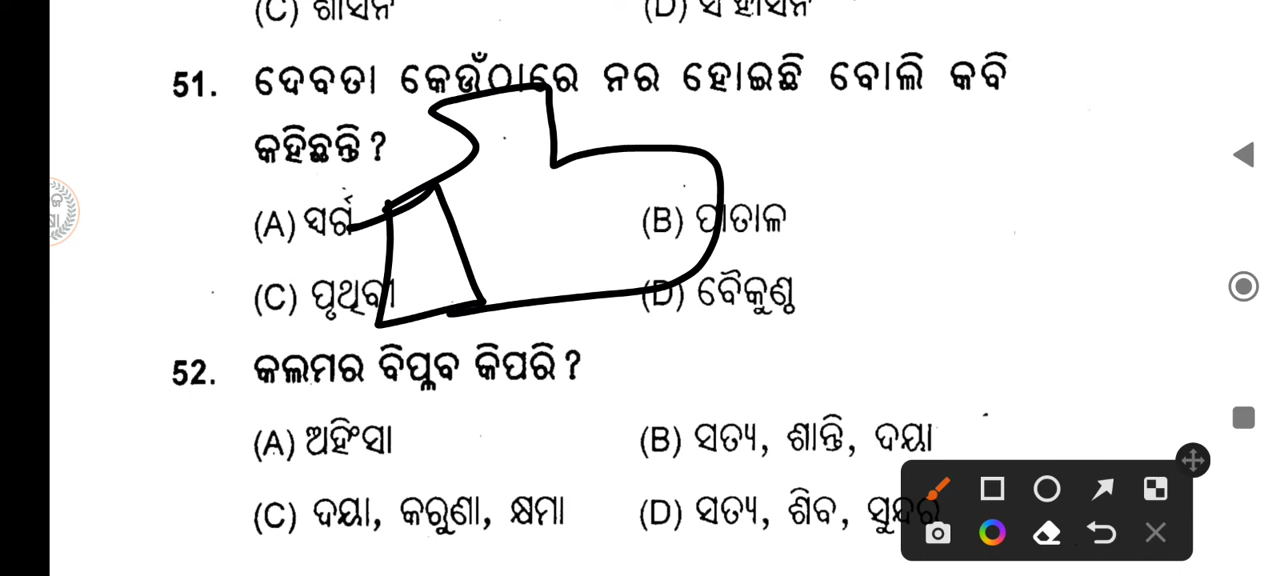 (C) ଶାସନ (D) ସିଂହାସନ
51. ଦେବତା କେଉଁଠାରେ ନର ହୋଇଛି ବୋଲି କବି
କହିଛନ୍ତି ?
(A) ସ୍ବର୍ଗ (B) ପାତାଳ
(C) ପୃଥିବୀ (D) ବୈକୁଣ୍ଠ
52. କଲମର ବିପ୍ଳବ କିପରି ?
(A) ଅହିଂସା (B) ସତ୍ୟ, ଶାନ୍ତି, ଦୟା
(C) ଦୟା, କରୁଣା, କ୍ଷମା (D) ସତ୍ୟ, ଶିବ, ସୁନ୍ଦର